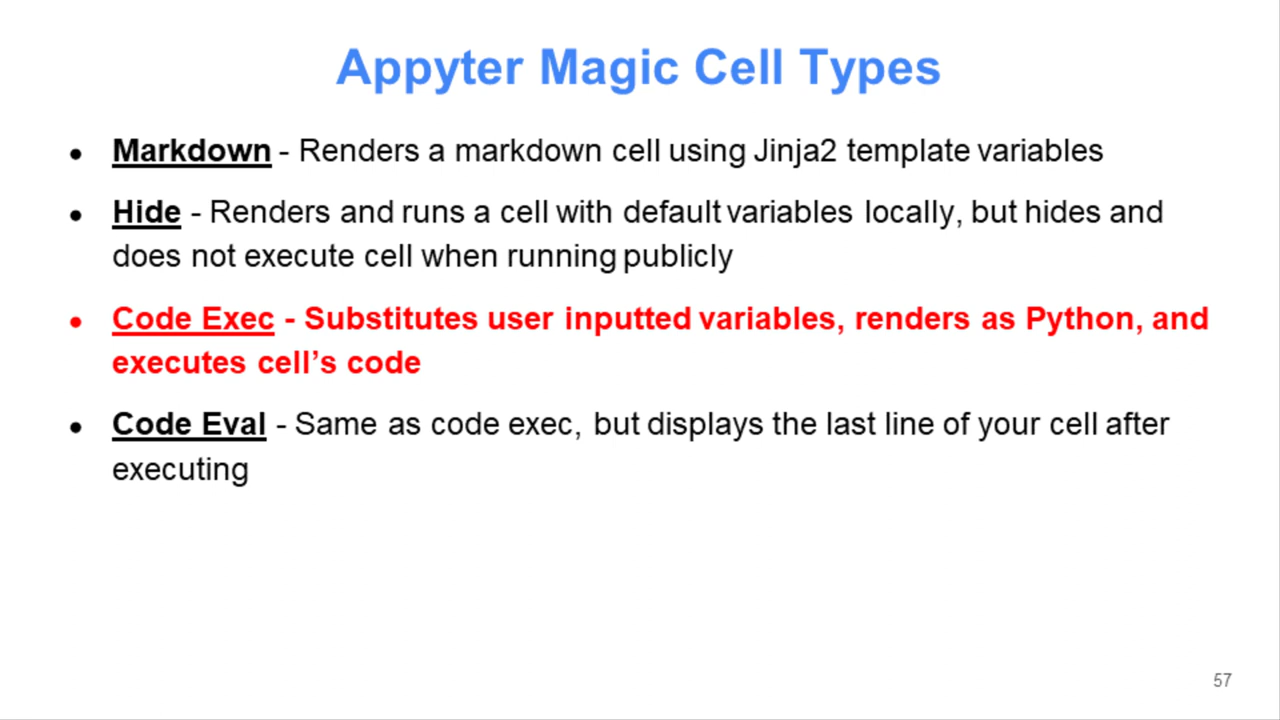 Appyter Magic Cell Types
● Markdown - Renders a markdown cell using Jinja2 template variables
● Hide - Renders and runs a cell with default variables locally, but hides and
does not execute cell when running publicly
● Code Exec - Substitutes user inputted variables, renders as Python, and
executes cell’s code
● Code Eval - Same as code exec, but displays the last line of your cell after
executing
57